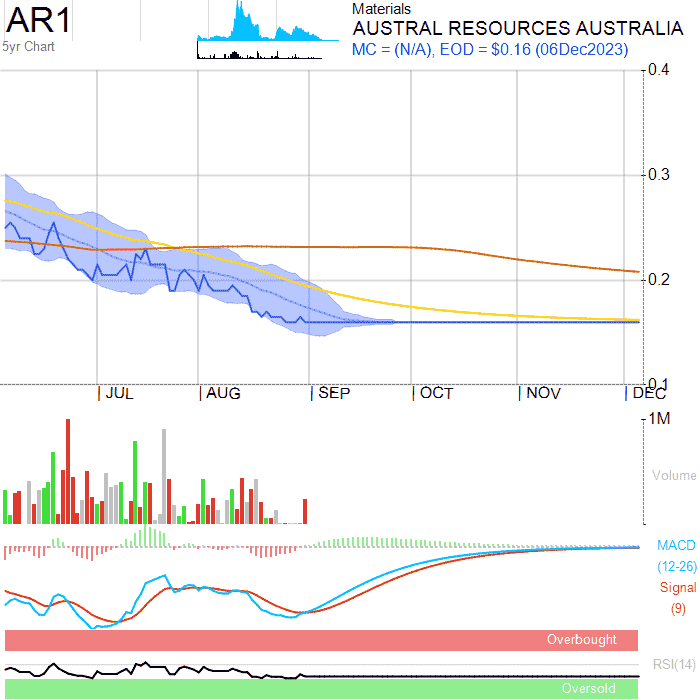 AR1
5yr Chart
Materials
AUSTRAL RESOURCES AUSTRALIA
MC = (N/A), EOD = $0.16 (06Dec2023)
0.4
0.3
0.2
0.1
JUL AUG SEP OCT NOV DEC
1M
Volume
MACD
(12-26)
Signal
(9)
Overbought
RSI(14)
Oversold